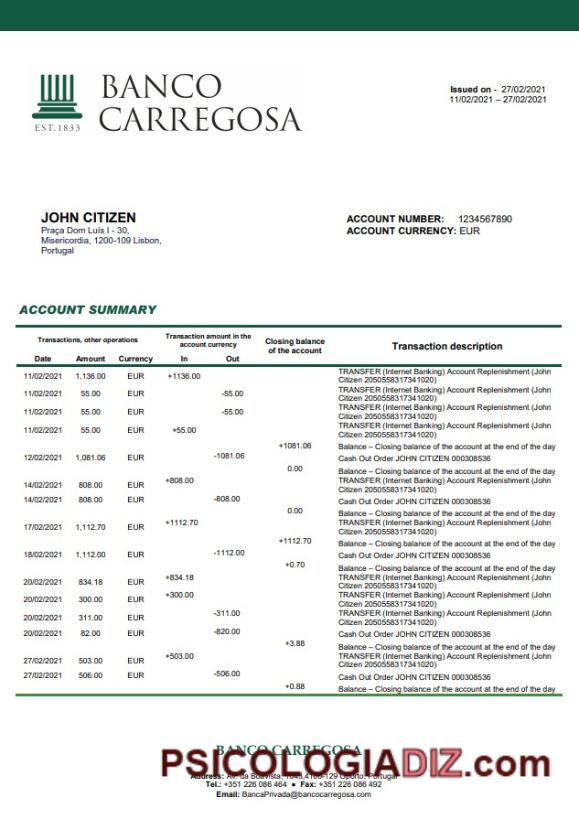 BANCO
CARREGOSA
EST.1833
Issued on - 27/02/2021
11/02/2021 – 27/02/2021
JOHN CITIZEN
Praça Dom Luís I - 30,
Misericordia, 1200-109 Lisbon,
Portugal
ACCOUNT NUMBER: 1234567890
ACCOUNT CURRENCY: EUR
ACCOUNT SUMMARY
Transactions, other operations
Transaction amount in the
account currency
Closing balance
of the account
Transaction description
Date Amount Currency In Out
11/02/2021 1,136.00 EUR +1136.00 TRANSFER (Internet Banking) Account Replenishment (John
Citizen 2050558317341020)
11/02/2021 55.00 EUR -55.00 TRANSFER (Internet Banking) Account Replenishment (John
Citizen 2050558317341020)
11/02/2021 55.00 EUR -55.00 TRANSFER (Internet Banking) Account Replenishment (John
Citizen 2050558317341020)
11/02/2021 55.00 EUR +55.00 TRANSFER (Internet Banking) Account Replenishment (John
Citizen 2050558317341020)
+1081.06 Balance – Closing balance of the account at the end of the day
12/02/2021 1,081.06 EUR -1081.06 Cash Out Order JOHN CITIZEN 000308536
0.00 Balance – Closing balance of the account at the end of the day
14/02/2021 808.00 EUR +808.00 TRANSFER (Internet Banking) Account Replenishment (John
Citizen 2050558317341020)
14/02/2021 808.00 EUR -808.00 Cash Out Order JOHN CITIZEN 000308536
0.00 Balance – Closing balance of the account at the end of the day
17/02/2021 1,112.70 EUR +1112.70 TRANSFER (Internet Banking) Account Replenishment (John
Citizen 2050558317341020)
+1112.70 Balance – Closing balance of the account at the end of the day
18/02/2021 1,112.00 EUR -1112.00 Cash Out Order JOHN CITIZEN 000308536
+0.70 Balance – Closing balance of the account at the end of the day
20/02/2021 834.18 EUR +834.18 TRANSFER (Internet Banking) Account Replenishment (John
Citizen 2050558317341020)
20/02/2021 300.00 EUR +300.00 TRANSFER (Internet Banking) Account Replenishment (John
Citizen 2050558317341020)
20/02/2021 311.00 EUR -311.00 TRANSFER (Internet Banking) Account Replenishment (John
Citizen 2050558317341020)
20/02/2021 82.00 EUR -820.00 Cash Out Order JOHN CITIZEN 000308536
+3.88 Balance – Closing balance of the account at the end of the day
27/02/2021 503.00 EUR +503.00 TRANSFER (Internet Banking) Account Replenishment (John
Citizen 2050558317341020)
27/02/2021 506.00 EUR -506.00 Cash Out Order JOHN CITIZEN 000308536
+0.88 Balance – Closing balance of the account at the end of the day
BANCO CARREGOSA
PSICOLOGIADIZ.com
Address: Av. da Boavista, Oporto, Portugal
Tel.: +351 226 086 464 ● Fax: +351 226 086 492
Email: BancaPrivada@bancocarregosa.com